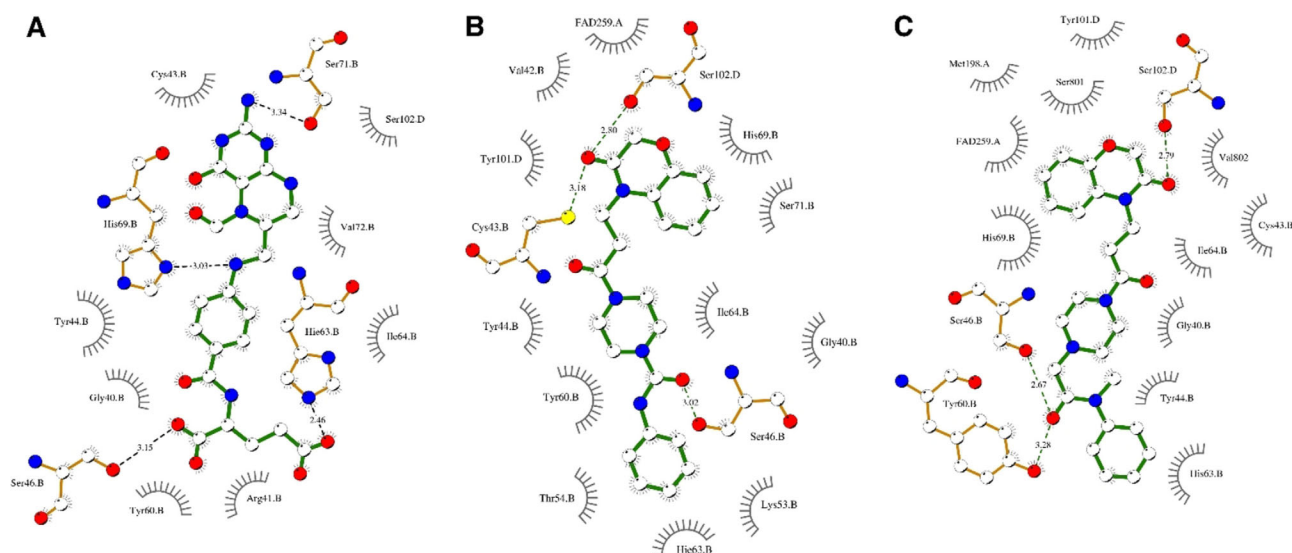 A
Ser71.B
Cys43.B
3.34
Ser102.D
His69.B
Val72.B
3.03
Hie63.B
Tyr44.B
Ile64.B
Gly40.B
2.46
3.15
Ser46.B
Tyr60.B
Arg41.B
B
FAD259.A
Val42.B
Ser102.D
2.80
His69.B
Tyr101.D
3.18
Ser71.B
Cys43.B
Ile64.B
Tyr44.B
Gly40.B
Tyr60.B
3.02
Ser46.B
Thr54.B
Lys53.B
Hie63.B
C
Tyr101.D
Met198.A
Ser102.D
Ser801
FAD259.A
2.79
Val802
His69.B
Cys43.B
Ile64.B
Ser46.B
Gly40.B
2.67
Tyr60.B
Tyr44.B
3.28
His63.B